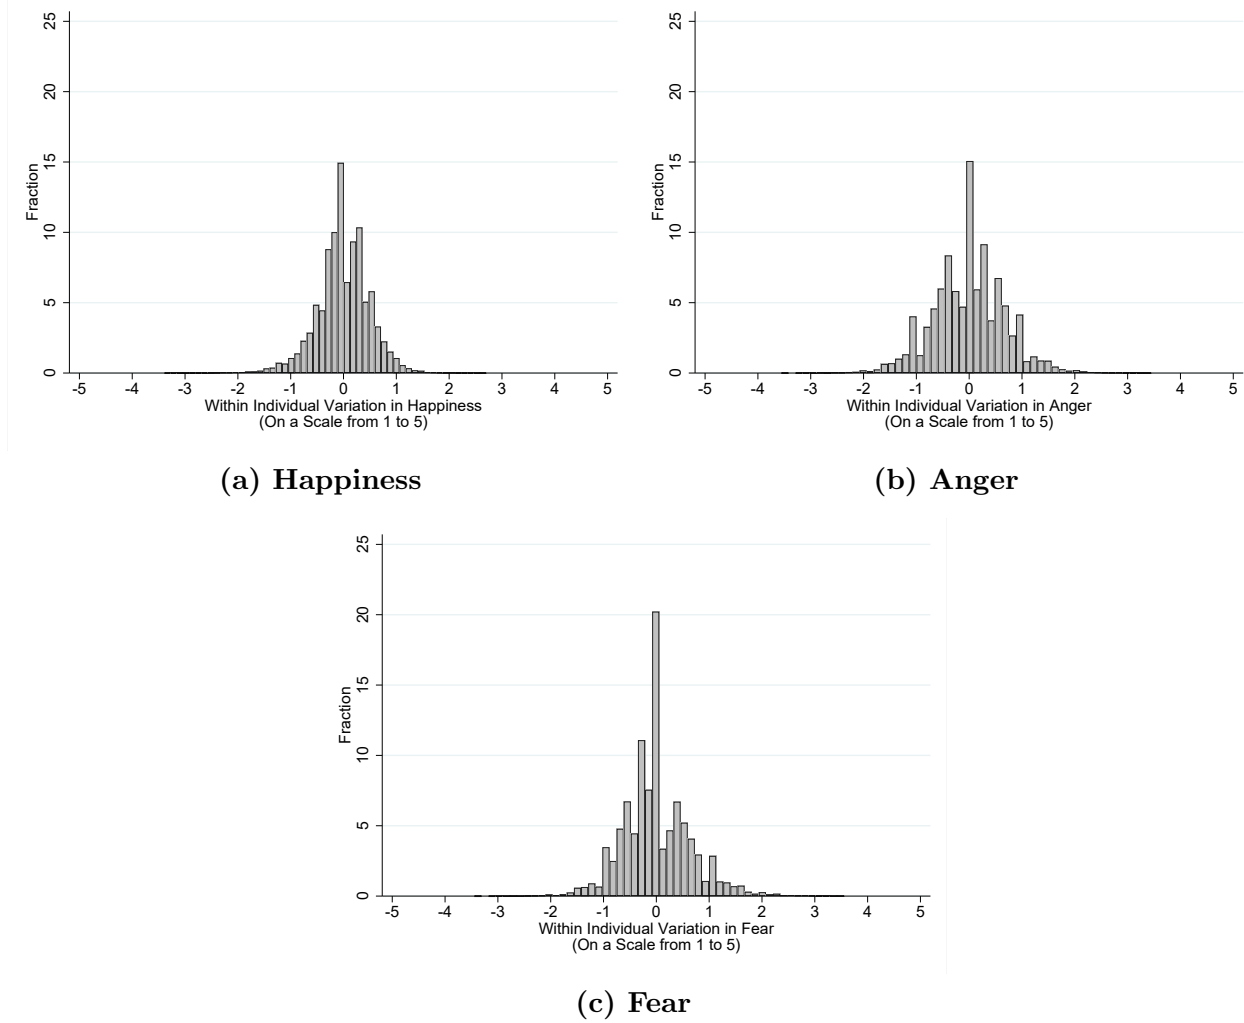 25
20
15
10
5
0
Fraction
-5 -4 -3 -2 -1 0 1 2 3 4 5
Within Individual Variation in Happiness
(On a Scale from 1 to 5)
(a) Happiness
25
20
15
10
5
0
Fraction
-5 -4 -3 -2 -1 0 1 2 3 4 5
Within Individual Variation in Anger
(On a Scale from 1 to 5)
(b) Anger
25
20
15
10
5
0
Fraction
-5 -4 -3 -2 -1 0 1 2 3 4 5
Within Individual Variation in Fear
(On a Scale from 1 to 5)
(c) Fear